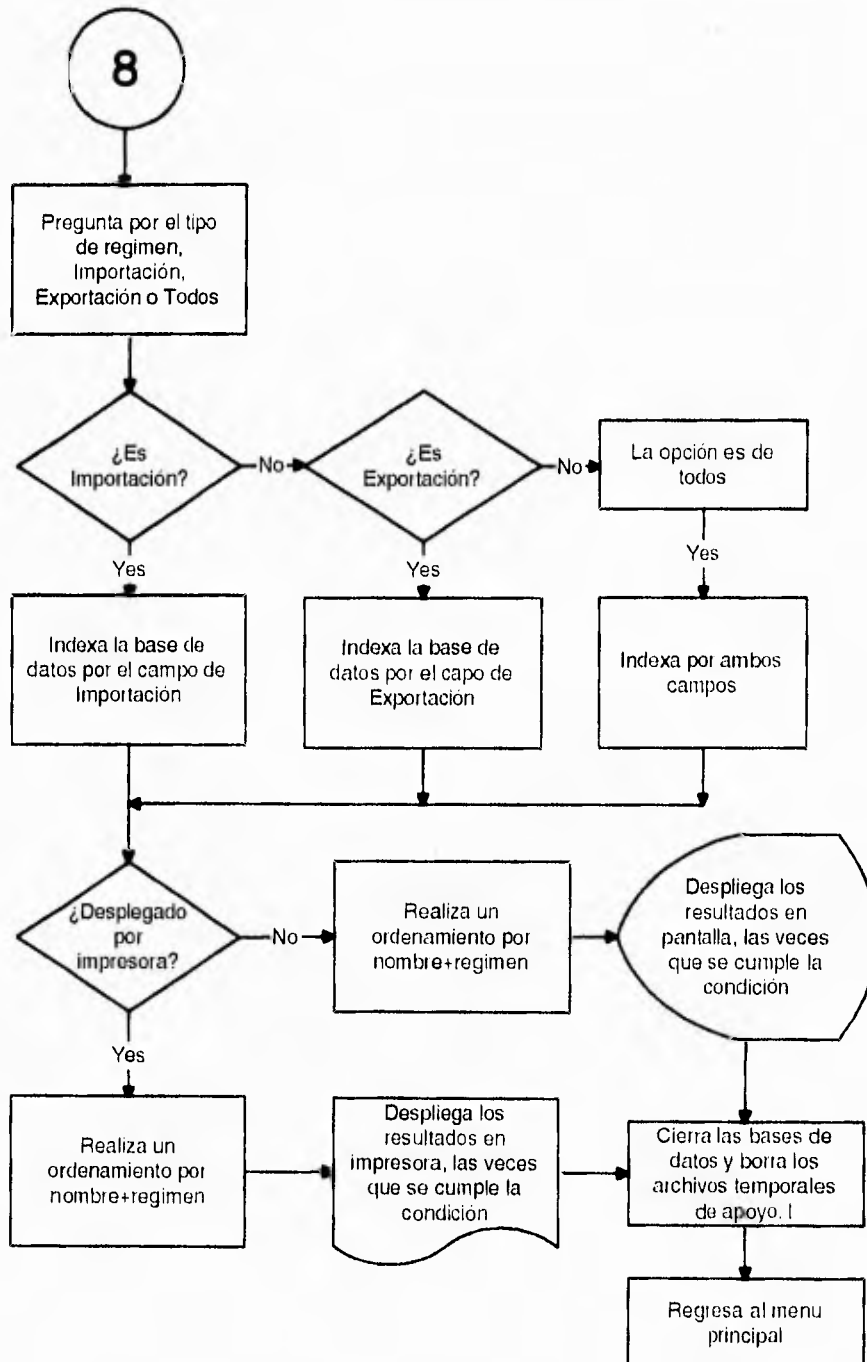 8
Pregunta por el tipo
de regimen,
Importación,
Exportación o Todos
¿Es
Importación?
No
¿Es
Exportación?
No
La opción es de
todos
Yes
Yes
Yes
Indexa la base de
datos por el campo de
Importación
Indexa la base de
datos por el capo de
Exportación
Indexa por ambos
campos
¿Desplegado
por
impresora?
No
Realiza un
ordenamiento por
nombre+regimen
Despliega los
resultados en
pantalla, las veces
que se cumple la
condición
Yes
Realiza un
ordenamiento por
nombre+regimen
Despliega los
resultados en
impresora, las veces
que se cumple la
condición
Cierra las bases de
datos y borra los
archivos temporales
de apoyo. l
Regresa al menu
principal